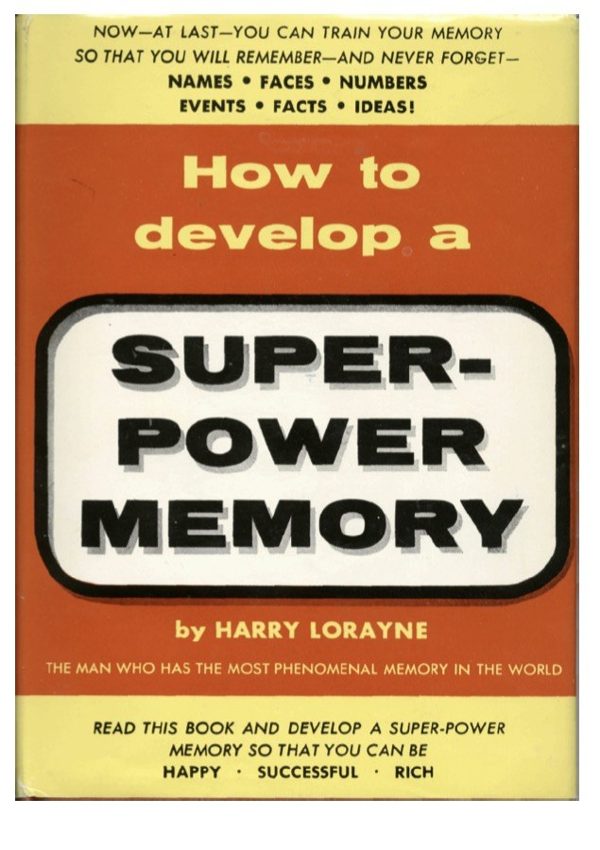 NOW—AT LAST—YOU CAN TRAIN YOUR MEMORY
SO THAT YOU WILL REMEMBER—AND NEVER FORGET—
NAMES • FACES • NUMBERS
EVENTS • FACTS • IDEAS!
How to
develop a
SUPER-
POWER
MEMORY
by HARRY LORAYNE
THE MAN WHO HAS THE MOST PHENOMENAL MEMORY IN THE WORLD
READ THIS BOOK AND DEVELOP A SUPER-POWER
MEMORY SO THAT YOU CAN BE
HAPPY · SUCCESSFUL · RICH